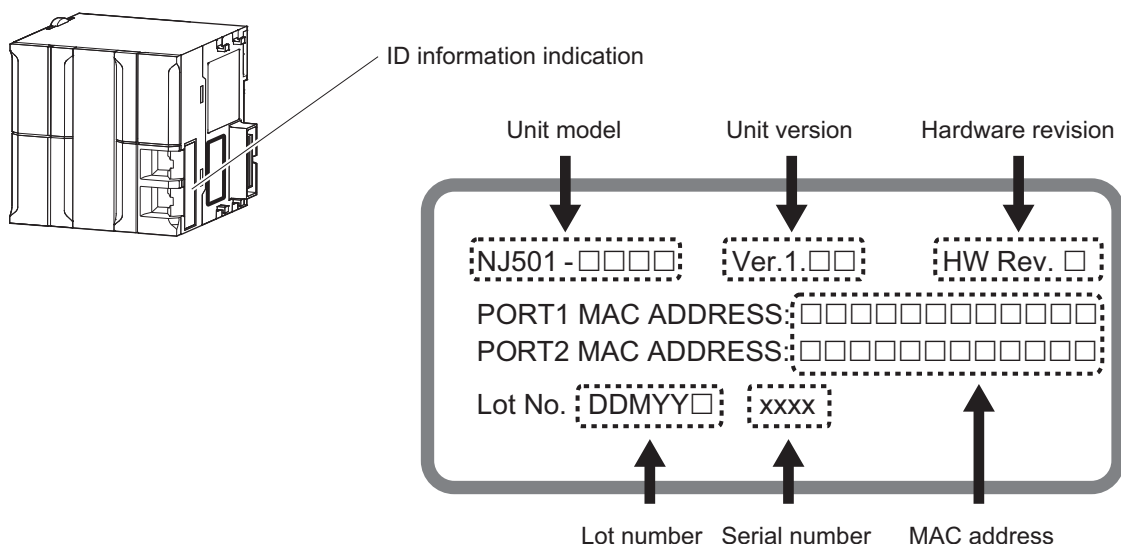 ID information indication
Unit model Unit version Hardware revision
NJ501 - □□□□ Ver.1.□□ HW Rev. □
PORT1 MAC ADDRESS: □□□□□□□□□□□□
PORT2 MAC ADDRESS: □□□□□□□□□□□□
Lot No. DDMYY□ xxxx
Lot number Serial number MAC address